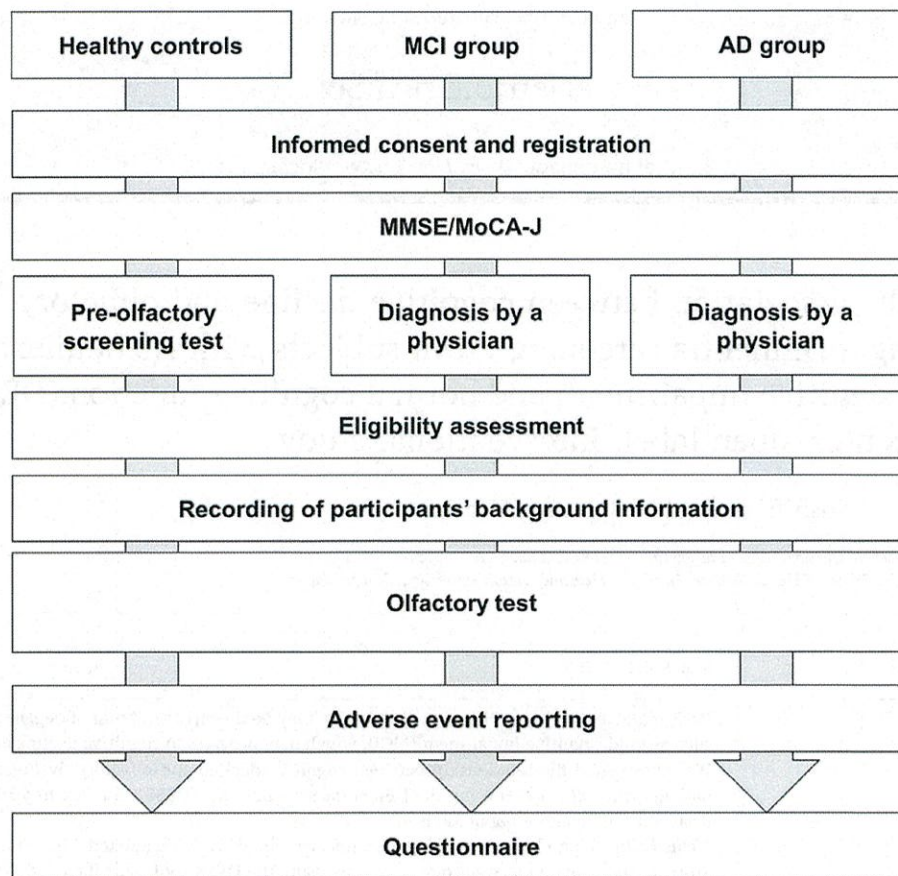 Healthy controls
MCI group
AD group
Informed consent and registration
MMSE/MoCA-J
Pre-olfactory
screening test
Diagnosis by a
physician
Diagnosis by a
physician
Eligibility assessment
Recording of participants' background information
Olfactory test
Adverse event reporting
Questionnaire